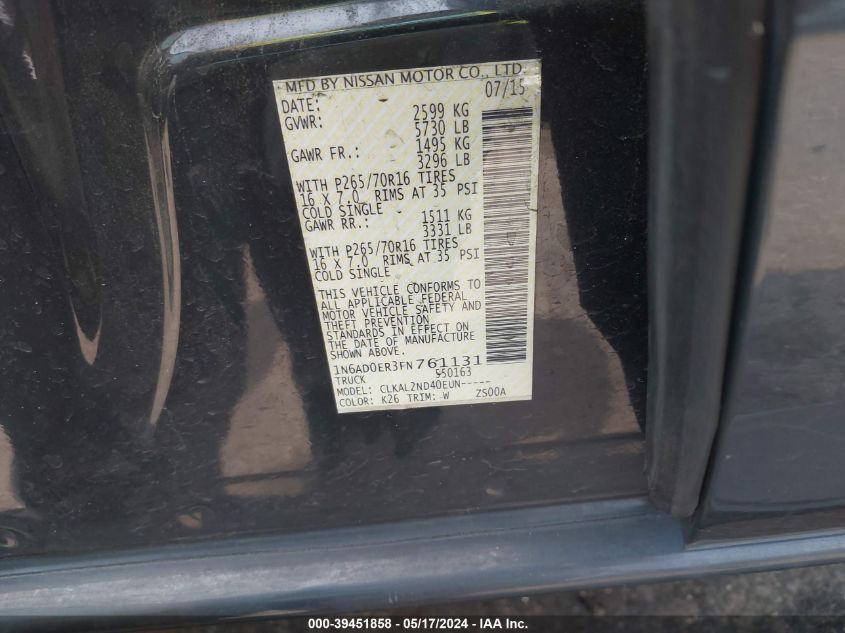 MFD BY NISSAN MOTOR CO., LTD.
DATE: 07/15
GVWR: 2599 KG
5730 LB
GAWR FR.: 1495 KG
3296 LB
WITH P265/70R16 TIRES
16 X 7.0 RIMS AT 35 PSI
COLD SINGLE
GAWR RR.: 1511 KG
3331 LB
WITH P265/70R16 TIRES
16 X 7.0 RIMS AT 35 PSI
COLD SINGLE
THIS VEHICLE CONFORMS TO
ALL APPLICABLE FEDERAL
MOTOR VEHICLE SAFETY AND
THEFT PREVENTION
STANDARDS IN EFFECT ON
THE DATE OF MANUFACTURE
SHOWN ABOVE.
1N6AD0ER3FN761131
TRUCK 550163
MODEL: CLKAL2ND40EUN-----
COLOR: K26 TRIM: W ZS00A
000-39451858 - 05/17/2024 - IAA Inc.